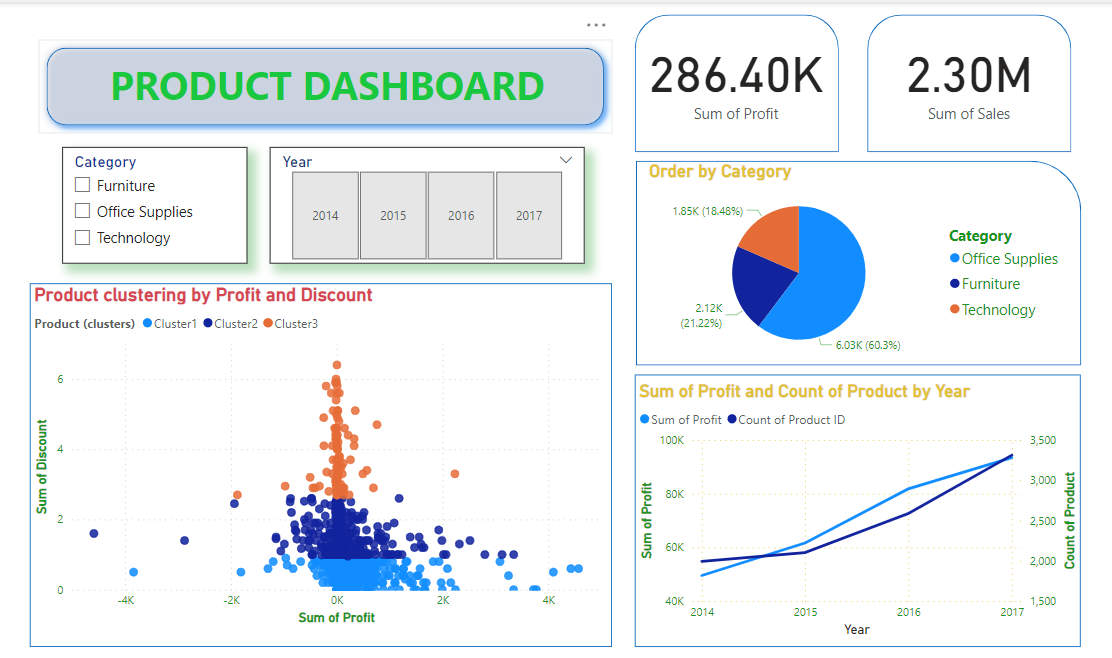 PRODUCT DASHBOARD
286.40K
Sum of Profit
2.30M
Sum of Sales
Category
Furniture
Office Supplies
Technology
Year
2014 2015 2016 2017
Order by Category
1.85K (18.48%)
2.12K
(21.22%)
6.03K (60.3%)
Category
Office Supplies
Furniture
Technology
Product clustering by Profit and Discount
Product (clusters) Cluster1 Cluster2 Cluster3
Sum of Discount
6
4
2
0
-4K -2K 0K 2K 4K
Sum of Profit
Sum of Profit and Count of Product by Year
Sum of Profit Count of Product ID
Sum of Profit
100K
80K
60K
40K
3,500
3,000
2,500
2,000
1,500
Count of Product
2014 2015 2016 2017
Year